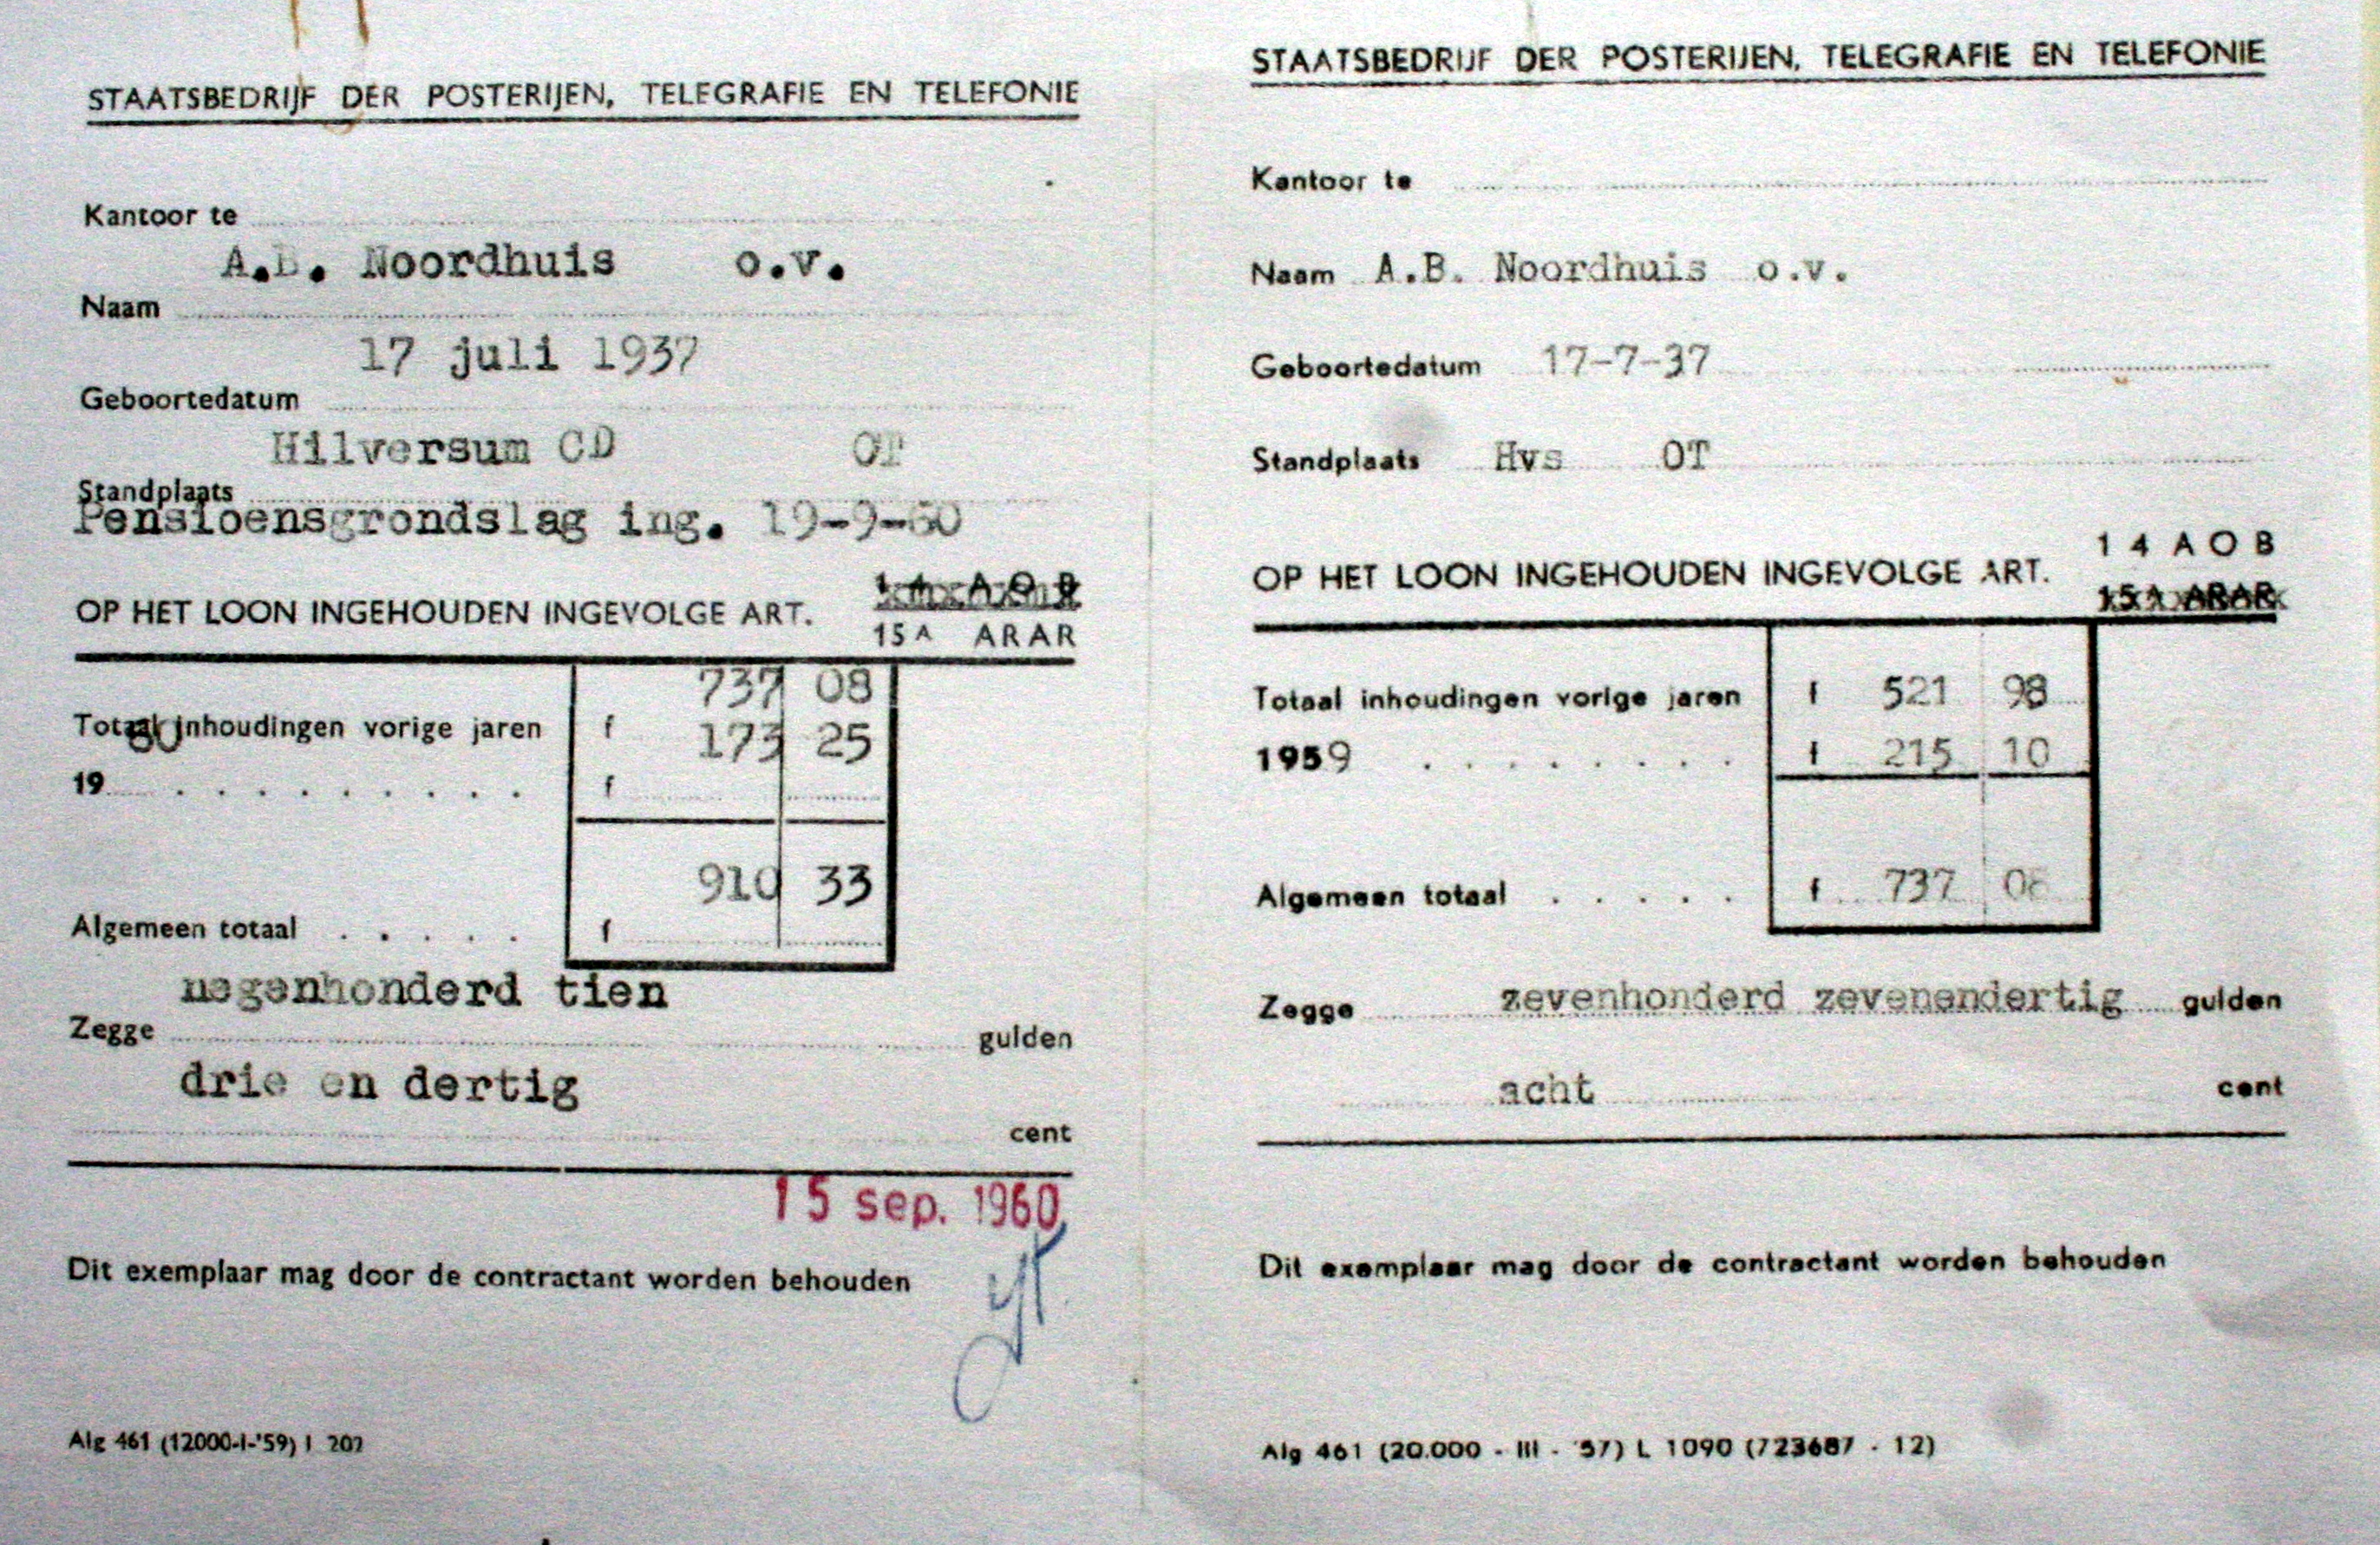 STAATSBEDRIJF DER POSTERIJEN, TELEGRAFIE EN TELEFONIE
Kantoor te
A.B. Noordhuis o.v.
Naam
17 juli 1937
Geboortedatum
Hilversum CD OT
Standplaats
Pensioensgrondslag ing. 19-9-60
OP HET LOON INGEHOUDEN INGEVOLGE ART.
15A ARAR
737 08
Totaal inhoudingen vorige jaren f 173 25
19 . . . . . . . . . f
910 33
Algemeen totaal . . . . . f
negenhonderd tien
Zegge gulden
drie en dertig
cent
15 sep. 1960
Dit exemplaar mag door de contractant worden behouden
Alg 461 (12000-I-'59) I 202
STAATSBEDRIJF DER POSTERIJEN, TELEGRAFIE EN TELEFONIE
Kantoor te
Naam A.B. Noordhuis o.v.
Geboortedatum 17-7-37
Standplaats Hvs OT
14 AOB
OP HET LOON INGEHOUDEN INGEVOLGE ART.
15A ARAR
Totaal inhoudingen vorige jaren f 521 98
1959 . . . . . . . . f 215 10
Algemeen totaal . . . . . f 737 08
Zegge zevenhonderd zevenendertig gulden
acht cent
Dit exemplaar mag door de contractant worden behouden
Alg 461 (20.000 - III - '57) L 1090 (723687 - 12)